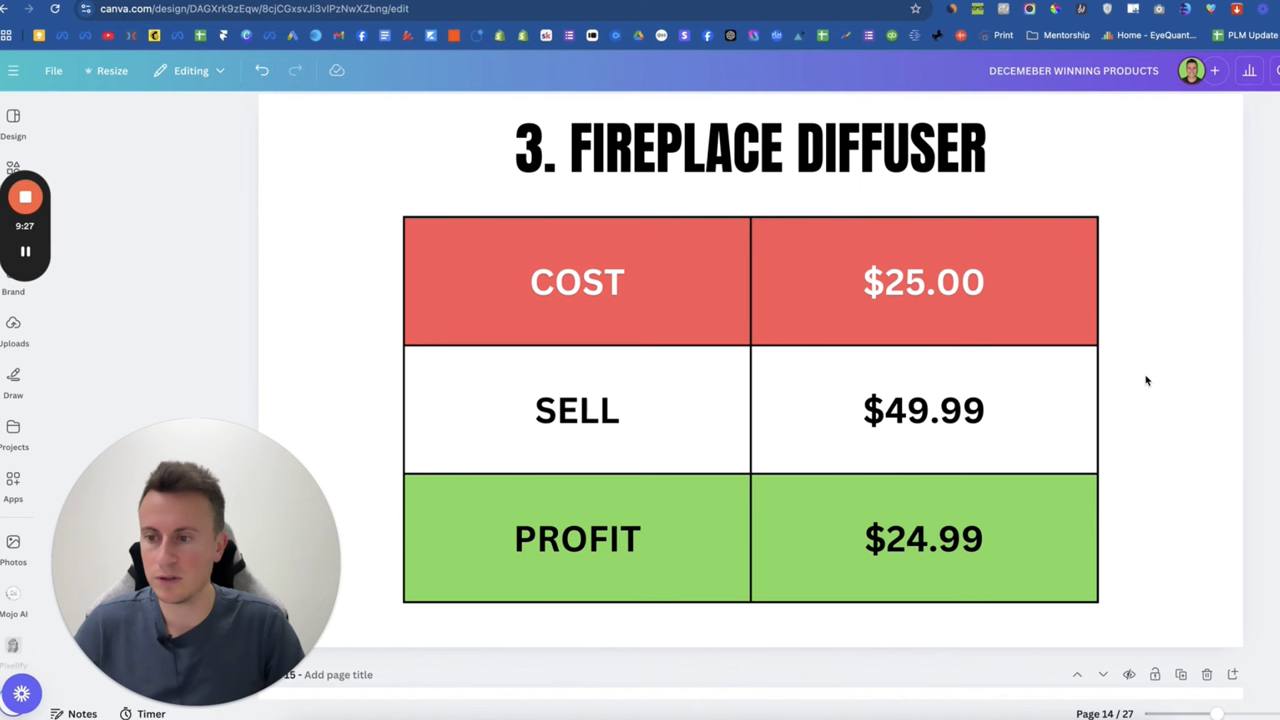 canva.com/design/DAGXrk9zEqw/8cjCGxsvJi3vlPzNwXZbng/edit
Print
Mentorship
Home - EyeQuant...
PLM Update
File
Resize
Editing
DECEMEBER WINNING PRODUCTS
Design
9:27
Brand
Uploads
Draw
Projects
Apps
Photos
Mojo AI
Pixelify
3. FIREPLACE DIFFUSER
COST $25.00
SELL $49.99
PROFIT $24.99
15 - Add page title
Notes
Timer
Page 14 / 27